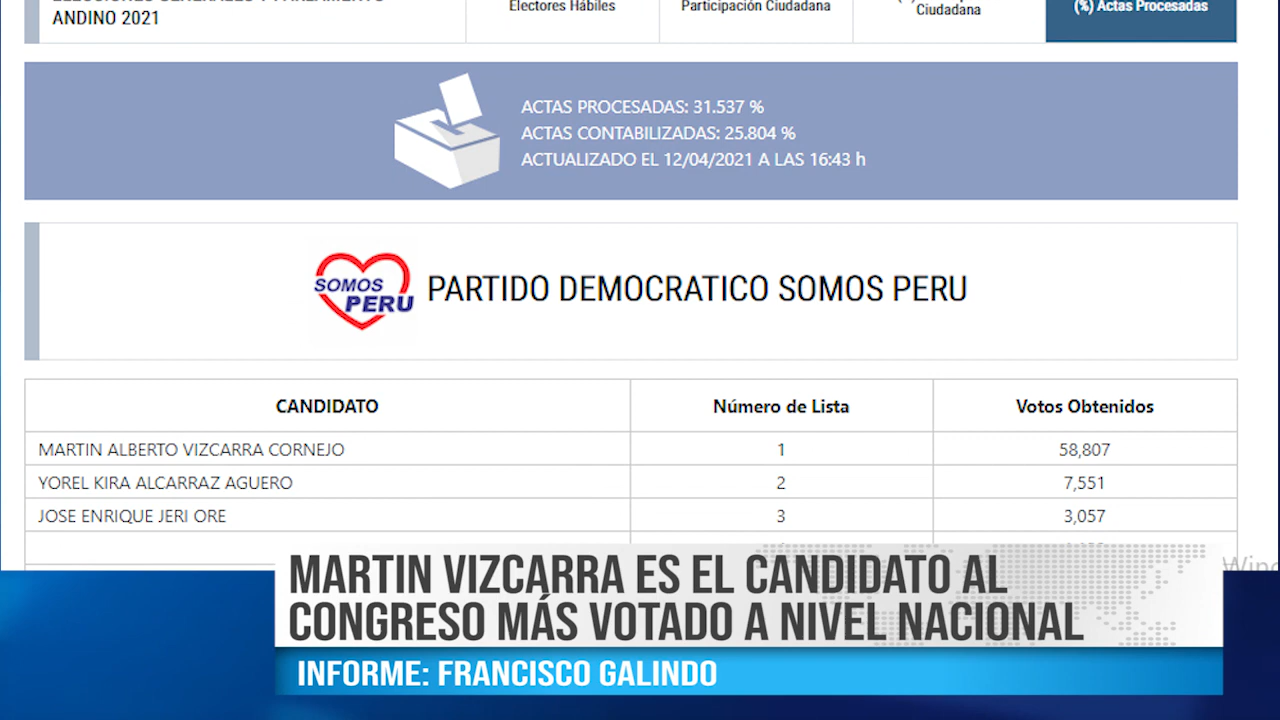 ANDINO 2021
Electores Hábiles
Participación Ciudadana
Ciudadana
(%) Actas Procesadas
ACTAS PROCESADAS: 31.537 %
ACTAS CONTABILIZADAS: 25.804 %
ACTUALIZADO EL 12/04/2021 A LAS 16:43 h
SOMOS
PERU
PARTIDO DEMOCRATICO SOMOS PERU
CANDIDATO Número de Lista Votos Obtenidos
MARTIN ALBERTO VIZCARRA CORNEJO 1 58,807
YOREL KIRA ALCARRAZ AGUERO 2 7,551
JOSE ENRIQUE JERI ORE 3 3,057
MARTIN VIZCARRA ES EL CANDIDATO AL
CONGRESO MÁS VOTADO A NIVEL NACIONAL
INFORME: FRANCISCO GALINDO